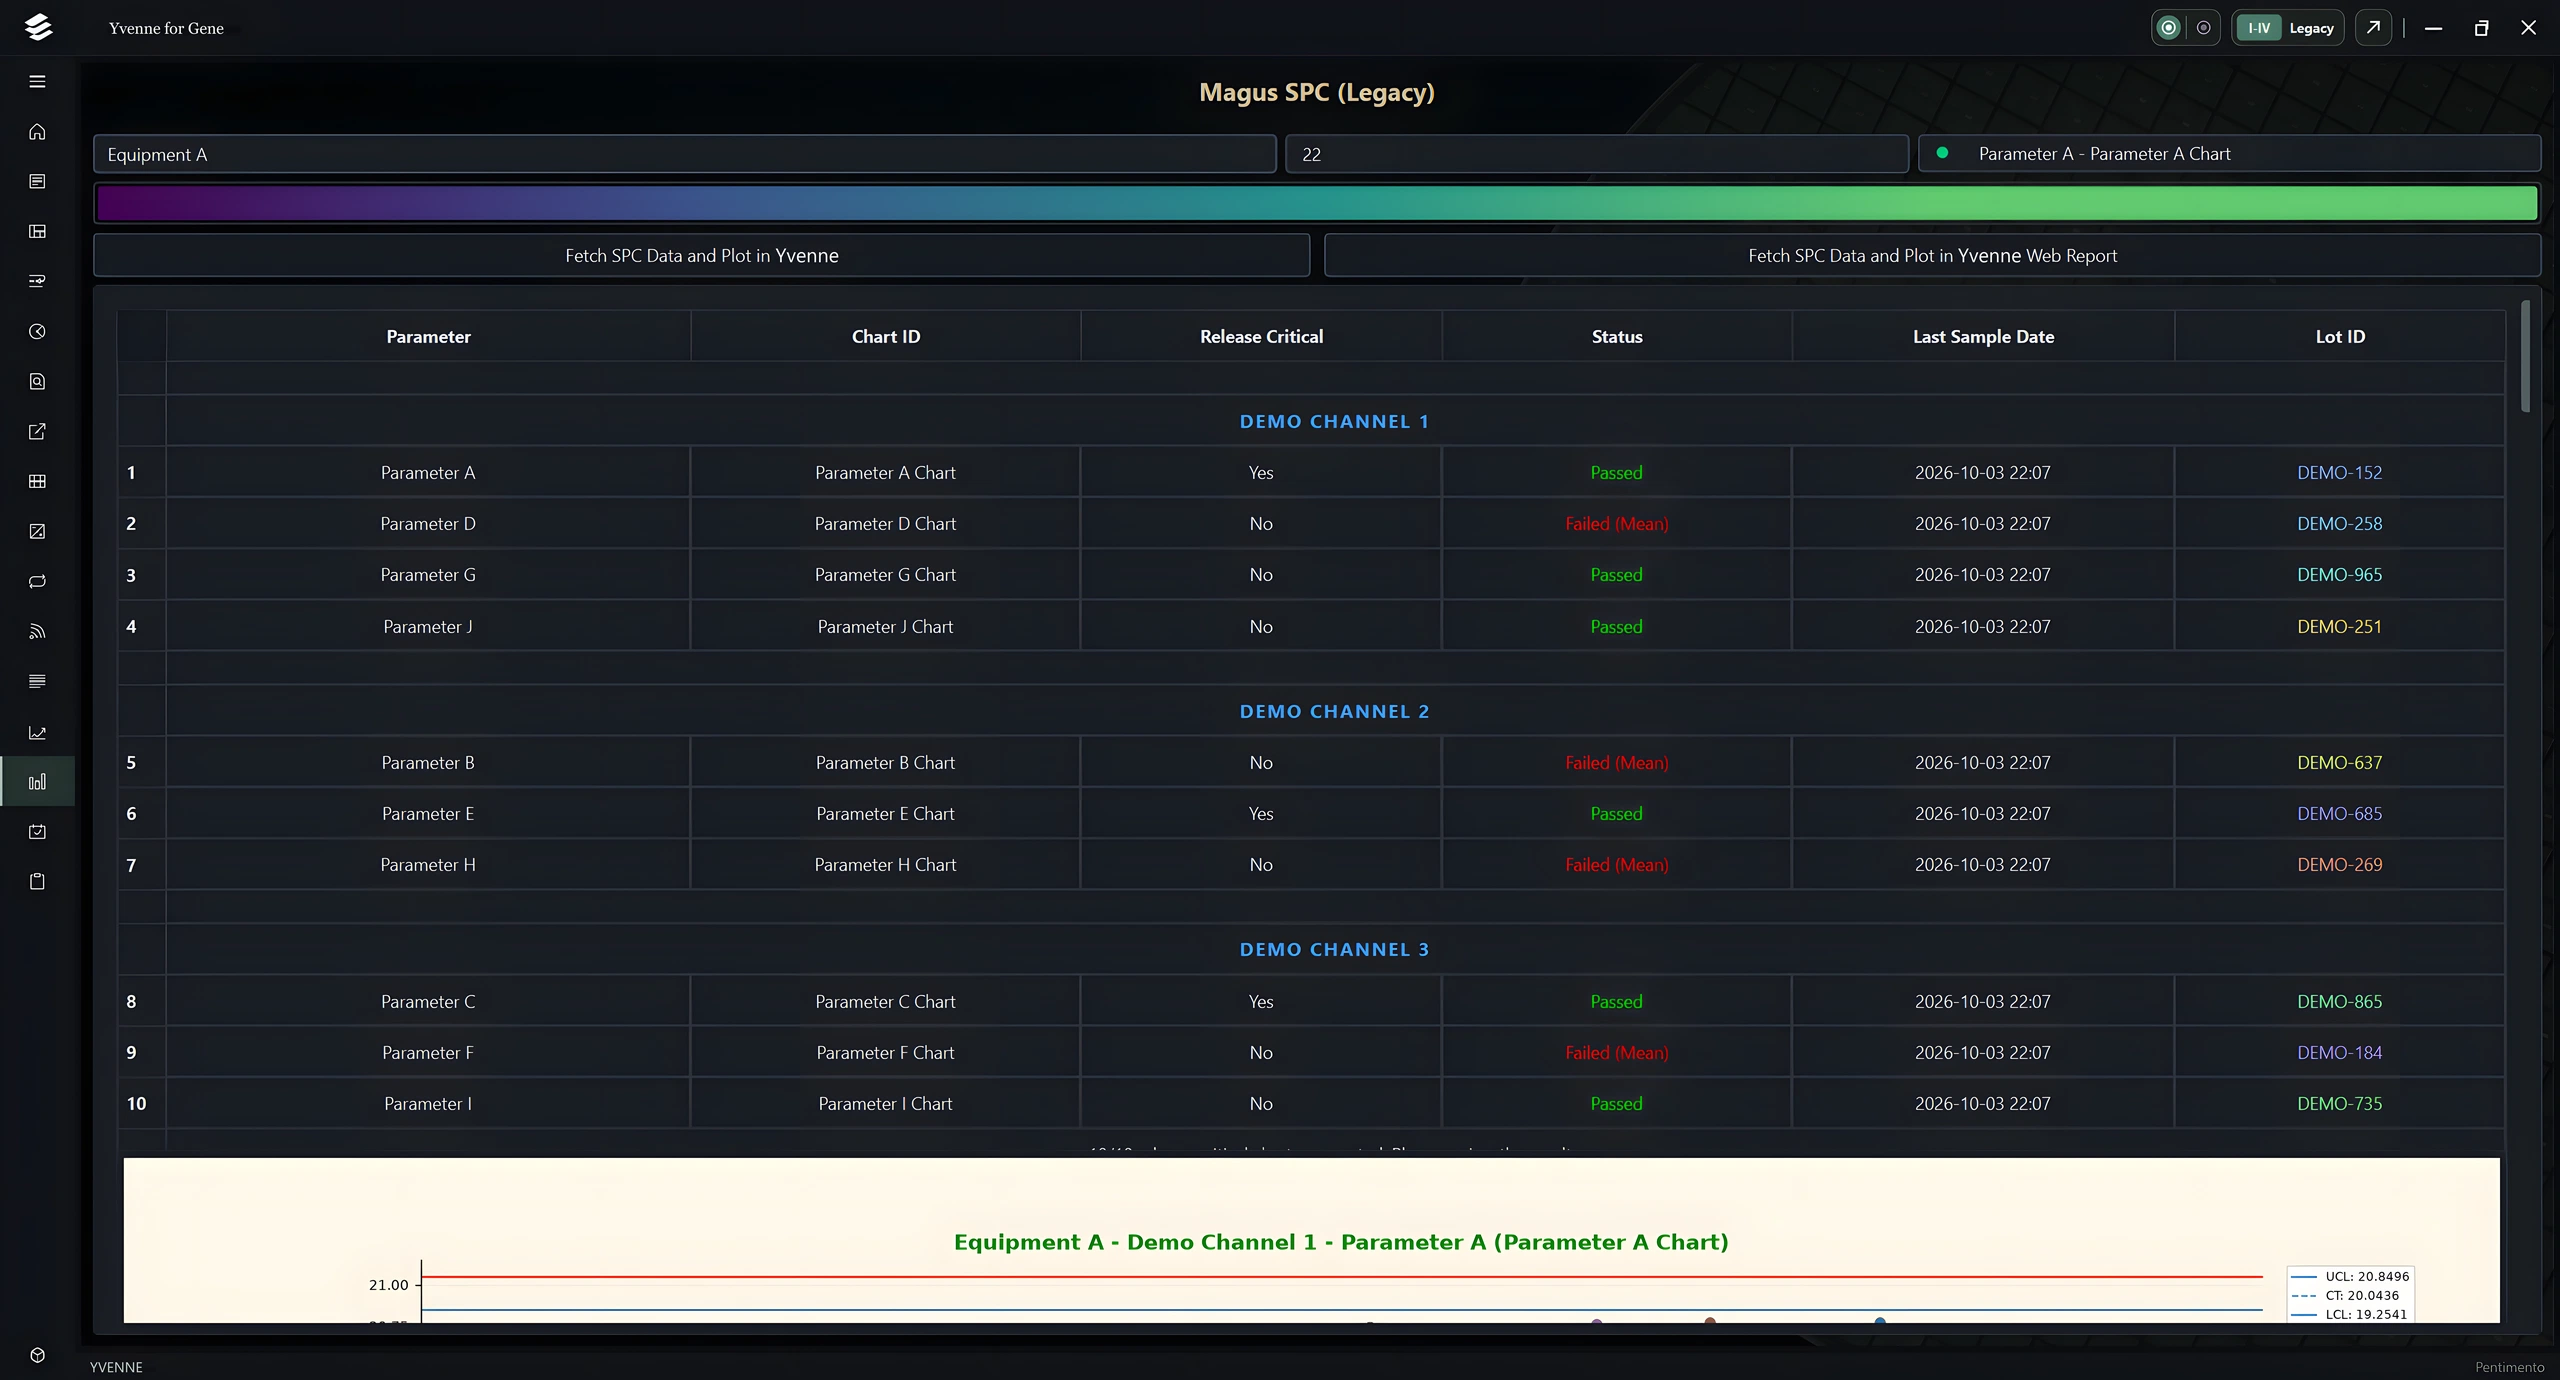 Yvenne for Gene
I-IV Legacy
Magus SPC (Legacy)
Equipment A
22
Parameter A - Parameter A Chart
Fetch SPC Data and Plot in Yvenne
Fetch SPC Data and Plot in Yvenne Web Report
Parameter Chart ID Release Critical Status Last Sample Date Lot ID
DEMO CHANNEL 1
1 Parameter A Parameter A Chart Yes Passed 2026-10-03 22:07 DEMO-152
2 Parameter D Parameter D Chart No Failed (Mean) 2026-10-03 22:07 DEMO-258
3 Parameter G Parameter G Chart No Passed 2026-10-03 22:07 DEMO-965
4 Parameter J Parameter J Chart No Passed 2026-10-03 22:07 DEMO-251
DEMO CHANNEL 2
5 Parameter B Parameter B Chart No Failed (Mean) 2026-10-03 22:07 DEMO-637
6 Parameter E Parameter E Chart Yes Passed 2026-10-03 22:07 DEMO-685
7 Parameter H Parameter H Chart No Failed (Mean) 2026-10-03 22:07 DEMO-269
DEMO CHANNEL 3
8 Parameter C Parameter C Chart Yes Passed 2026-10-03 22:07 DEMO-865
9 Parameter F Parameter F Chart No Failed (Mean) 2026-10-03 22:07 DEMO-184
10 Parameter I Parameter I Chart No Passed 2026-10-03 22:07 DEMO-735
Equipment A - Demo Channel 1 - Parameter A (Parameter A Chart)
21.00
UCL: 20.8496
CT: 20.0436
LCL: 19.2541
YVENNE
Pentimento